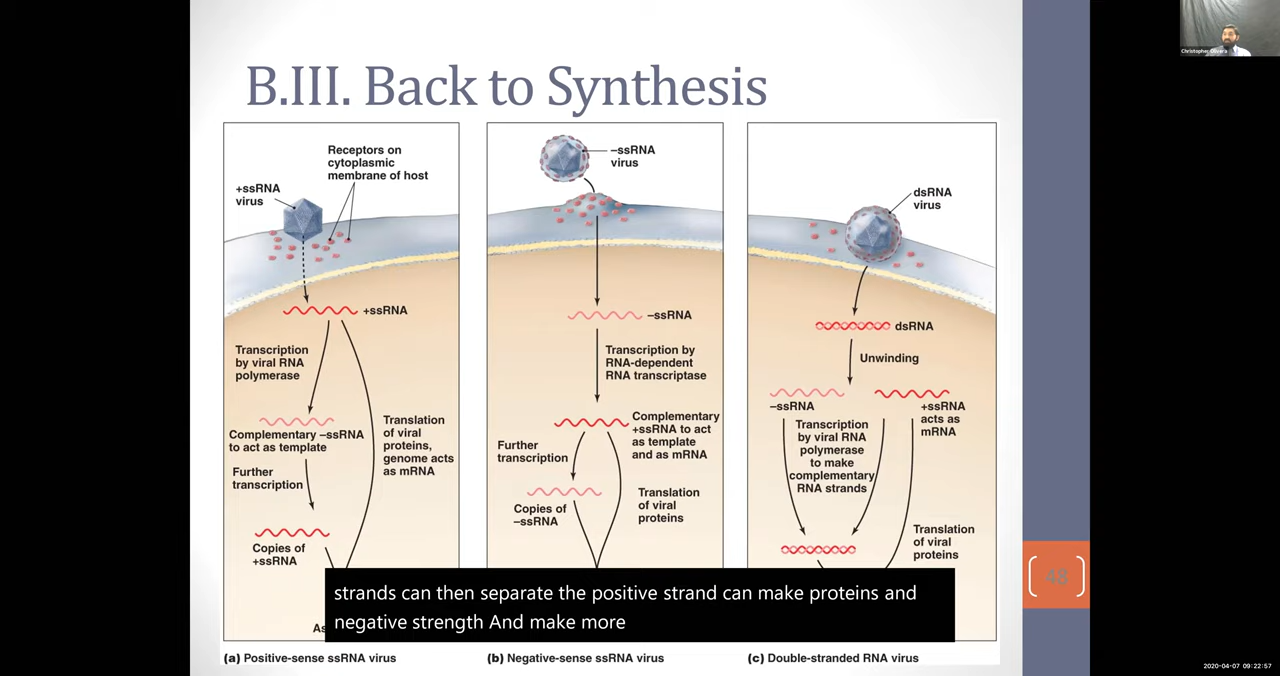 B.III. Back to Synthesis
Receptors on
cytoplasmic
membrane of host
+ssRNA
virus
+ssRNA
Transcription
by viral RNA
polymerase
Complementary –ssRNA
to act as template
Translation
of viral
proteins,
genome acts
as mRNA
Further
transcription
Copies of
+ssRNA
As
(a) Positive-sense ssRNA virus
–ssRNA
virus
–ssRNA
Transcription by
RNA-dependent
RNA transcriptase
Complementary
+ssRNA to act
as template
and as mRNA
Further
transcription
Copies of
–ssRNA
Translation
of viral
proteins
(b) Negative-sense ssRNA virus
dsRNA
virus
dsRNA
Unwinding
–ssRNA
+ssRNA
acts as
mRNA
Transcription
by viral RNA
polymerase
to make
complementary
RNA strands
Translation
of viral
proteins
(c) Double-stranded RNA virus
48
strands can then separate the positive strand can make proteins and
negative strength And make more
Christopher Olivera
2020-04-07 09:22:57